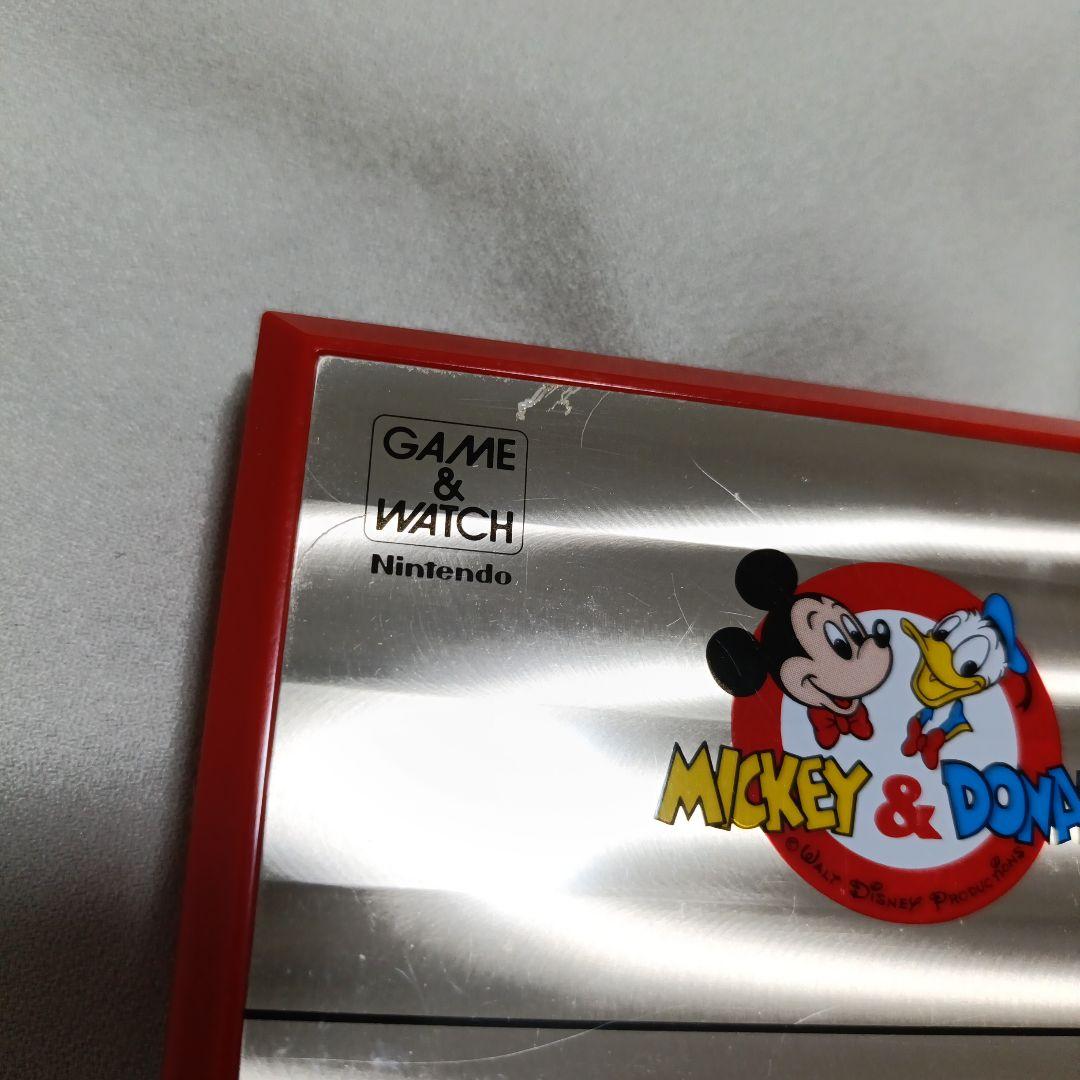 GAME
&
WATCH
Nintendo
MICKEY & DONA
© WALT DISNEY PRODUCTIONS